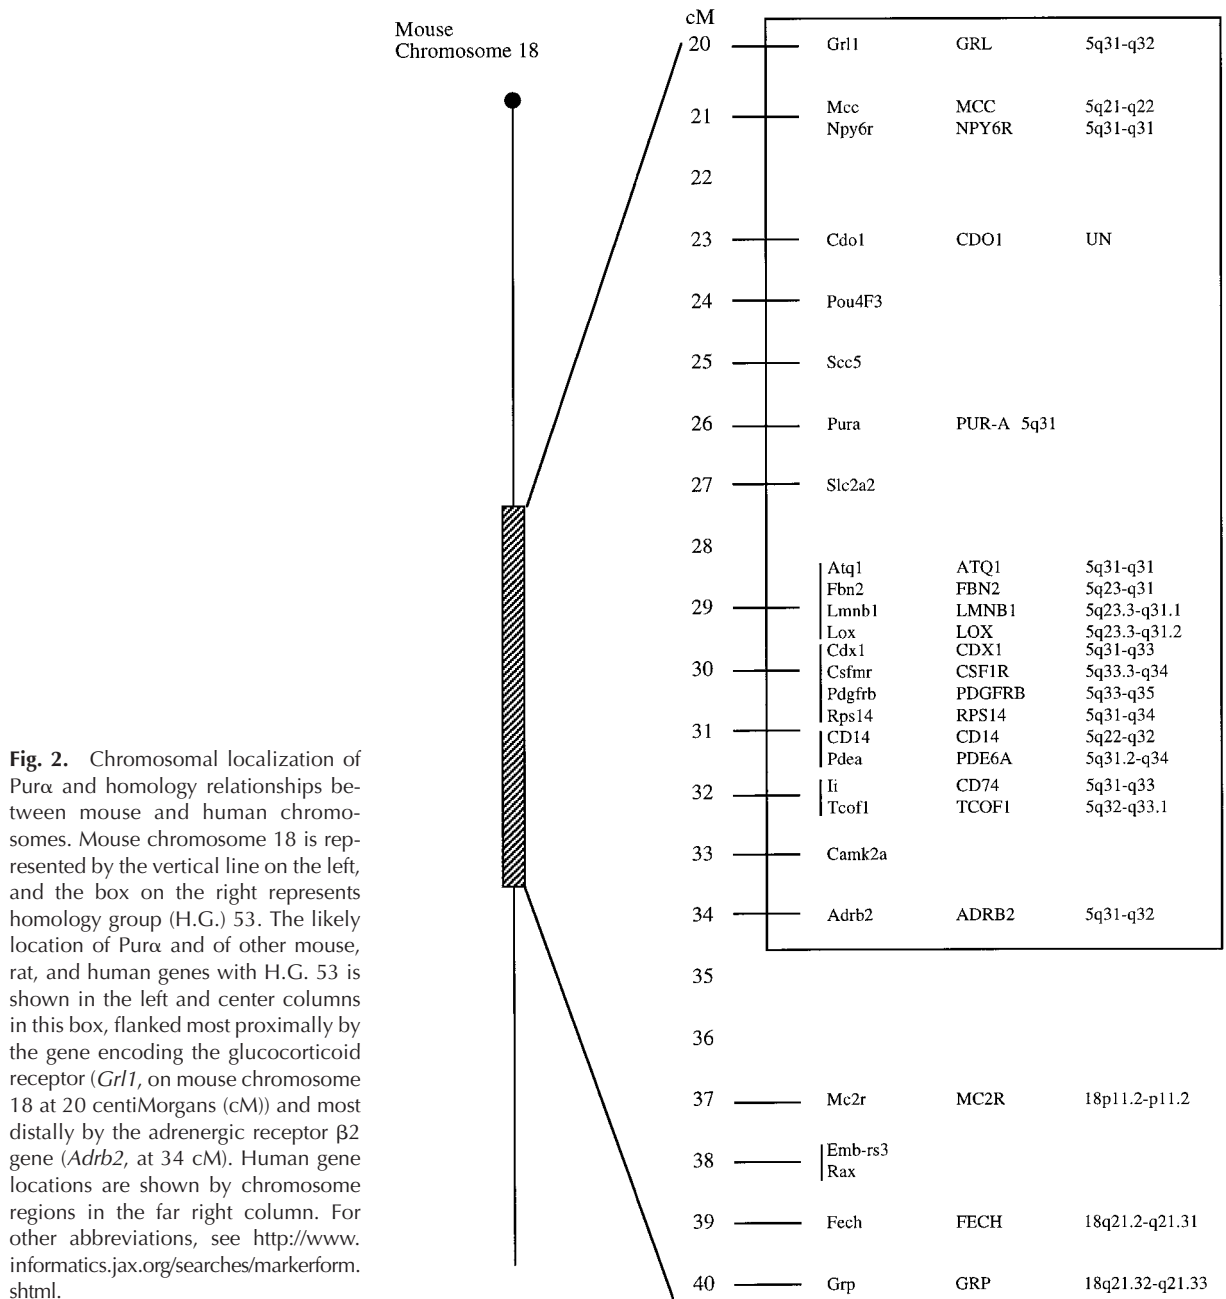 Mouse
Chromosome 18
cM
20 Grl1 GRL 5q31-q32
Mcc MCC 5q21-q22
21
Npy6r NPY6R 5q31-q31
22
23 Cdo1 CDO1 UN
24 Pou4F3
25 Scc5
26 Pura PUR-A 5q31
27 Slc2a2
28
Atq1 ATQ1 5q31-q31
Fbn2 FBN2 5q23-q31
29 Lmnb1 LMNB1 5q23.3-q31.1
Lox LOX 5q23.3-q31.2
Cdx1 CDX1 5q31-q33
30 Csfmr CSF1R 5q33.3-q34
Pdgfrb PDGFRB 5q33-q35
Rps14 RPS14 5q31-q34
31 CD14 CD14 5q22-q32
Pdea PDE6A 5q31.2-q34
Ii CD74 5q31-q33
32
Tcof1 TCOF1 5q32-q33.1
33 Camk2a
34 Adrb2 ADRB2 5q31-q32
35
36
37 Mc2r MC2R 18p11.2-p11.2
Emb-rs3
38
Rax
39 Fech FECH 18q21.2-q21.31
40 Grp GRP 18q21.32-q21.33
Fig. 2. Chromosomal localization of
Purα and homology relationships be-
tween mouse and human chromo-
somes. Mouse chromosome 18 is rep-
resented by the vertical line on the left,
and the box on the right represents
homology group (H.G.) 53. The likely
location of Purα and of other mouse,
rat, and human genes with H.G. 53 is
shown in the left and center columns
in this box, flanked most proximally by
the gene encoding the glucocorticoid
receptor (Grl1, on mouse chromosome
18 at 20 centiMorgans (cM)) and most
distally by the adrenergic receptor β2
gene (Adrb2, at 34 cM). Human gene
locations are shown by chromosome
regions in the far right column. For
other abbreviations, see http://www.
informatics.jax.org/searches/markerform.
shtml.